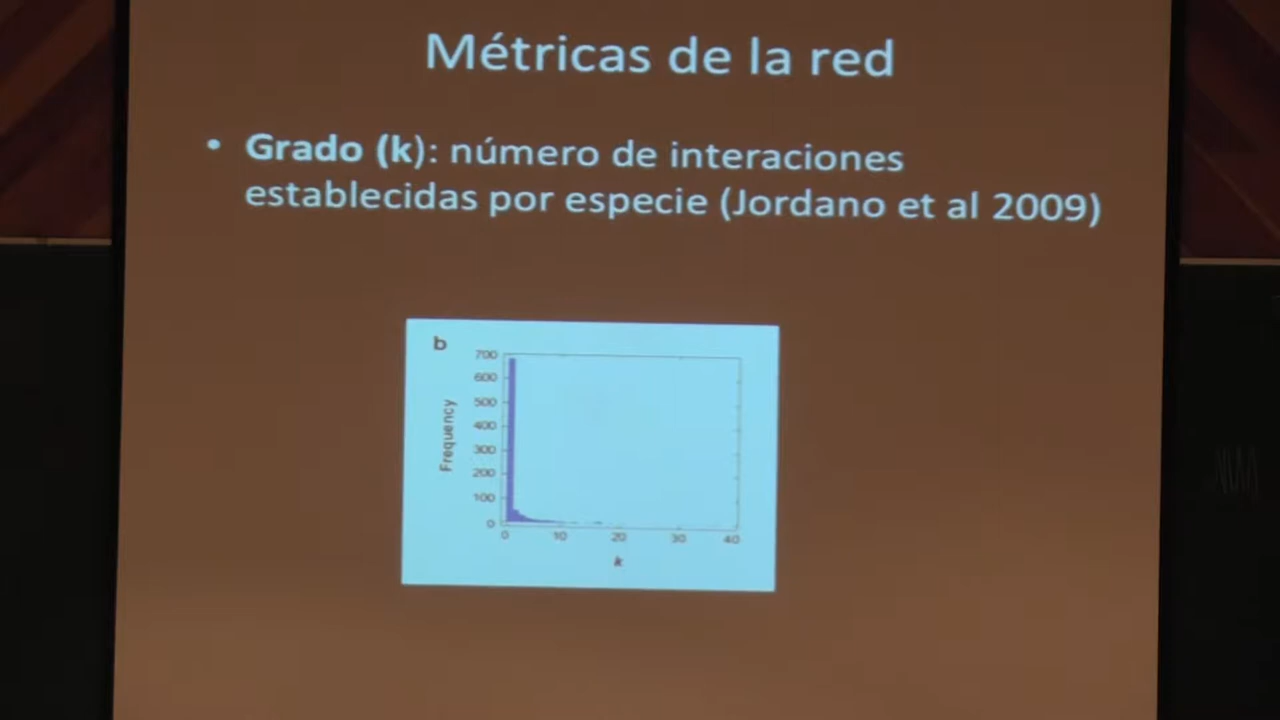 Métricas de la red
• Grado (k): número de interaciones
establecidas por especie (Jordano et al 2009)
b
Frequency
700
600
500
400
300
200
100
0
0 10 20 30 40
k